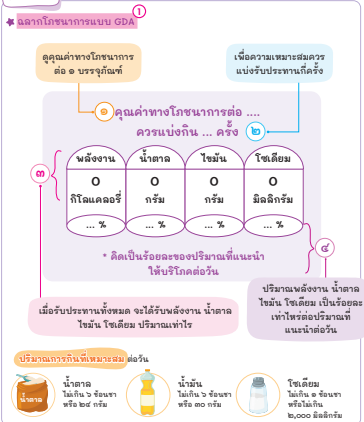 ฉลากโภชนาการแบบ GDA ①
ดูคุณค่าทางโภชนาการ
ต่อ ๑ บรรจุภัณฑ์
เพื่อความเหมาะสมควร
แบ่งรับประทานกี่ครั้ง
๑ คุณค่าทางโภชนาการต่อ ....
ควรแบ่งกิน ... ครั้ง ๒
๓
พลังงาน น้ำตาล ไขมัน โซเดียม
0 0 0 0
กิโลแคลอรี่ กรัม กรัม มิลลิกรัม
... % ... % ... % ... %
๔
* คิดเป็นร้อยละของปริมาณที่แนะนำ
ให้บริโภคต่อวัน
เมื่อรับประทานทั้งหมด จะได้รับพลังงาน น้ำตาล
ไขมัน โซเดียม ปริมาณเท่าไร
ปริมาณพลังงาน น้ำตาล
ไขมัน โซเดียม เป็นร้อยละ
เท่าไหร่ต่อปริมาณที่
แนะนำต่อวัน
ปริมาณการกินที่เหมาะสม ต่อวัน
น้ำตาล
น้ำตาล
ไม่เกิน ๖ ช้อนชา
หรือ ๒๔ กรัม
น้ำมัน
ไม่เกิน ๖ ช้อนชา
หรือ ๓๐ กรัม
โซเดียม
ไม่เกิน ๑ ช้อนชา
หรือไม่เกิน
๒,๐๐๐ มิลลิกรัม